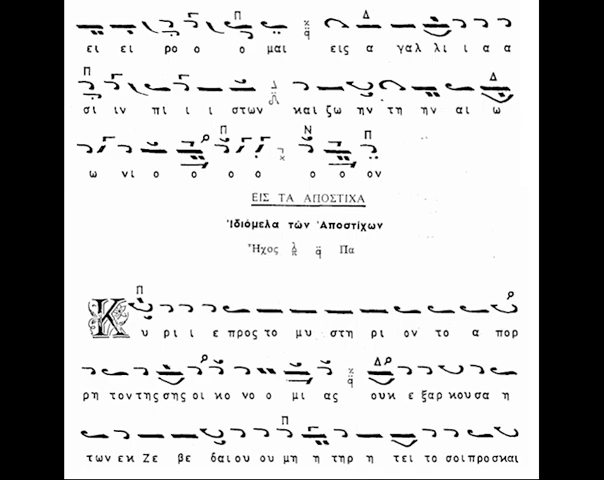 ει ει ρο ο ο μαι εις α γαλ λι ι α α
σι ιν πι ι ι στων και ζω ην τη ην αι ω
ω νι ο ο ο ο ο ο ον
ΕΙΣ ΤΑ ΑΠΟΣΤΙΧΑ
Ἰδιόμελα τῶν Ἀποστίχων
Ἦχος Πα
Κ υ ρι ι ε προς το μυ στη ρι ον το α πορ
ρη τον της σης οι κο νο ο μι ας ουκ ε ξαρ κου σα η
των εκ Ζε βε δαι ου ου μη η τηρ η τει το σοι προσ και